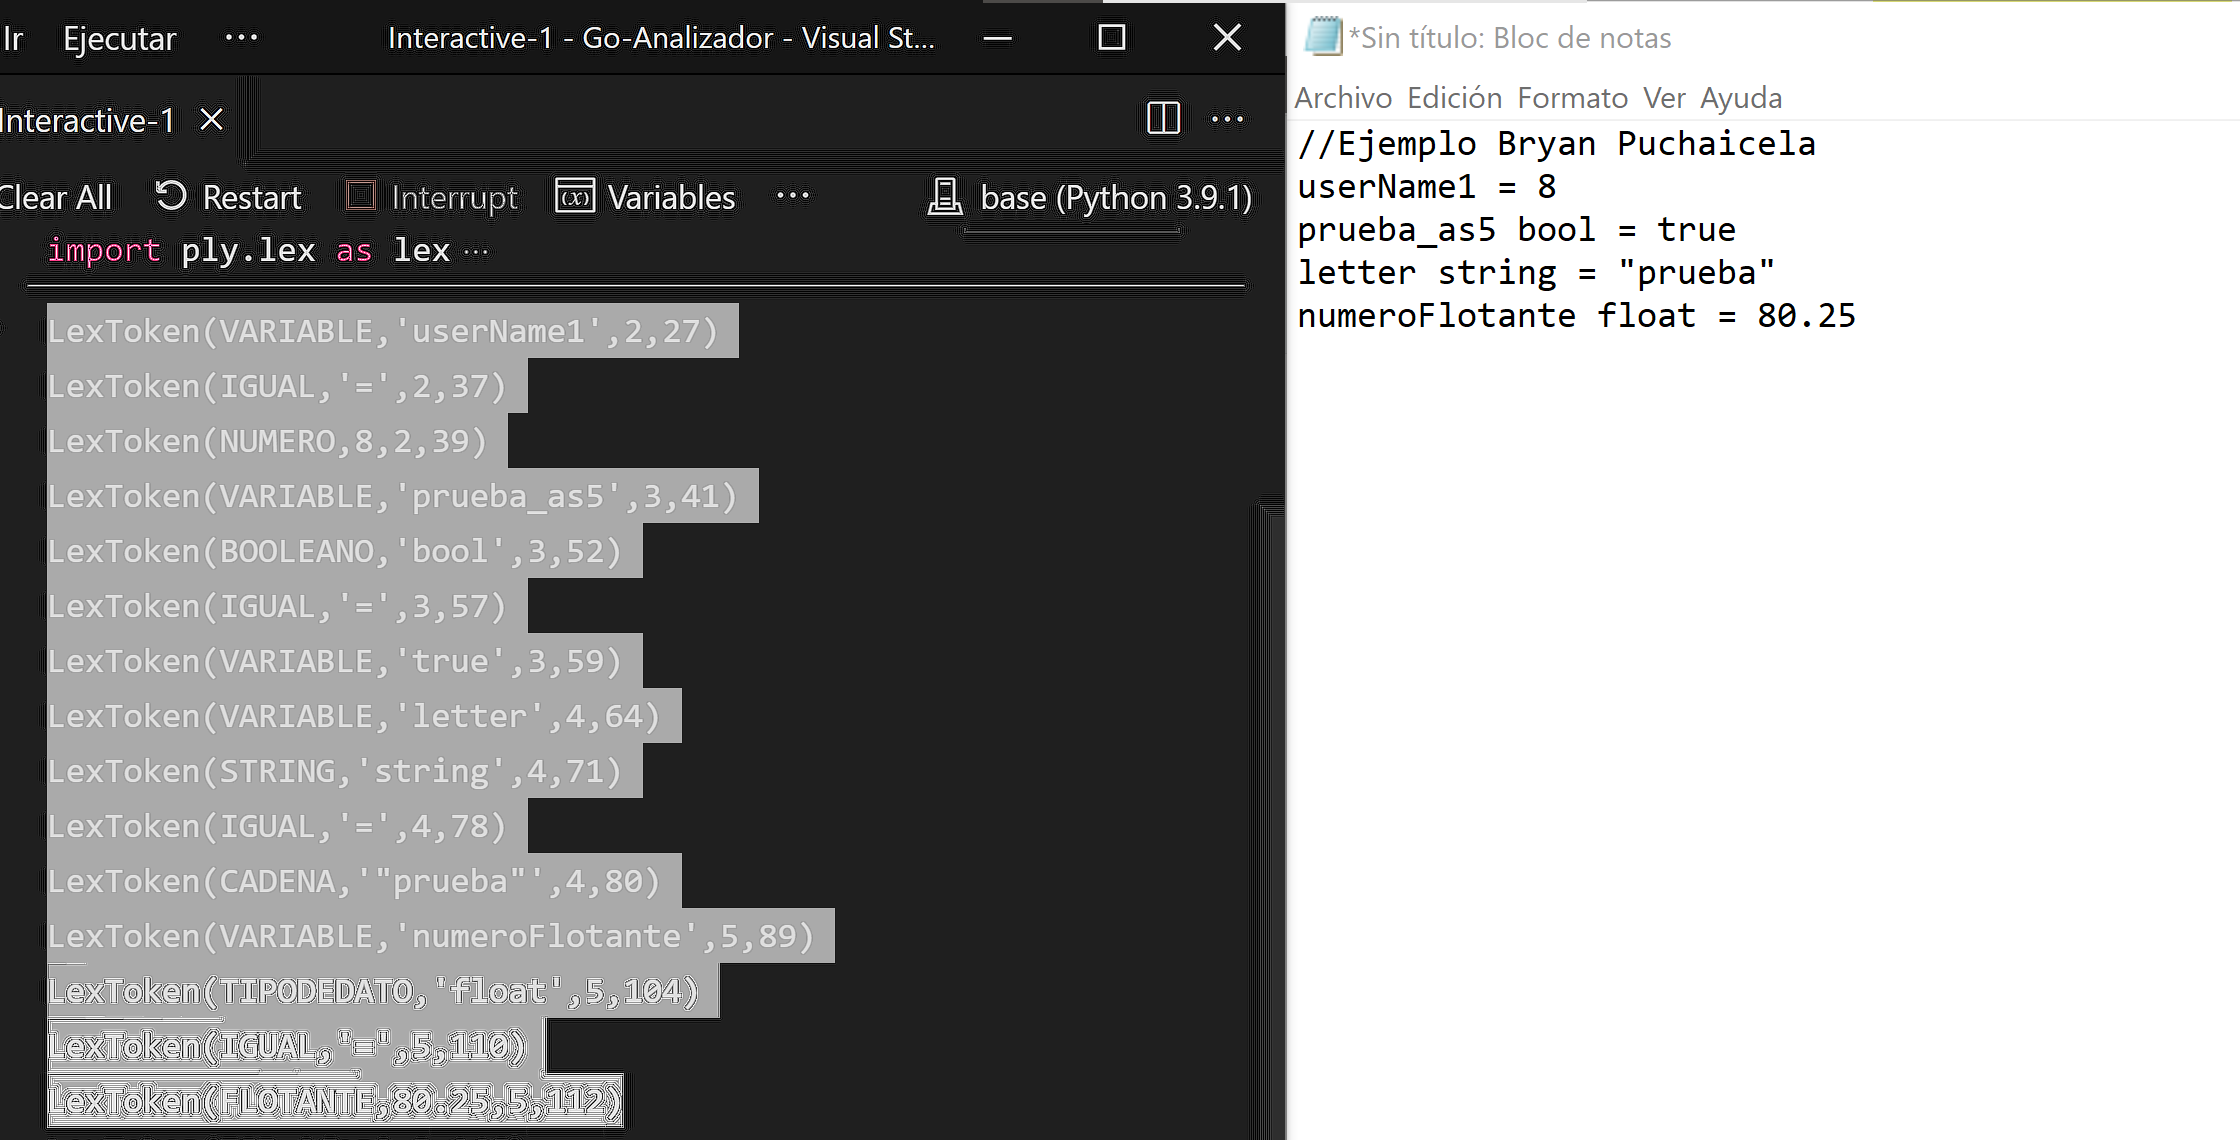 Ir Ejecutar ··· Interactive-1 - Go-Analizador - Visual St...
Interactive-1
Clear All Restart Interrupt Variables ··· base (Python 3.9.1)
import ply.lex as lex ···
LexToken(VARIABLE,'userName1',2,27)
LexToken(IGUAL,'=',2,37)
LexToken(NUMERO,8,2,39)
LexToken(VARIABLE,'prueba_as5',3,41)
LexToken(BOOLEANO,'bool',3,52)
LexToken(IGUAL,'=',3,57)
LexToken(VARIABLE,'true',3,59)
LexToken(VARIABLE,'letter',4,64)
LexToken(STRING,'string',4,71)
LexToken(IGUAL,'=',4,78)
LexToken(CADENA,'"prueba"',4,80)
LexToken(VARIABLE,'numeroFlotante',5,89)
LexToken(TIPODEDATO,'float',5,104)
LexToken(IGUAL,'=',5,110)
LexToken(FLOTANTE,80.25,5,112)
*Sin título: Bloc de notas
Archivo Edición Formato Ver Ayuda
//Ejemplo Bryan Puchaicela
userName1 = 8
prueba_as5 bool = true
letter string = "prueba"
numeroFlotante float = 80.25